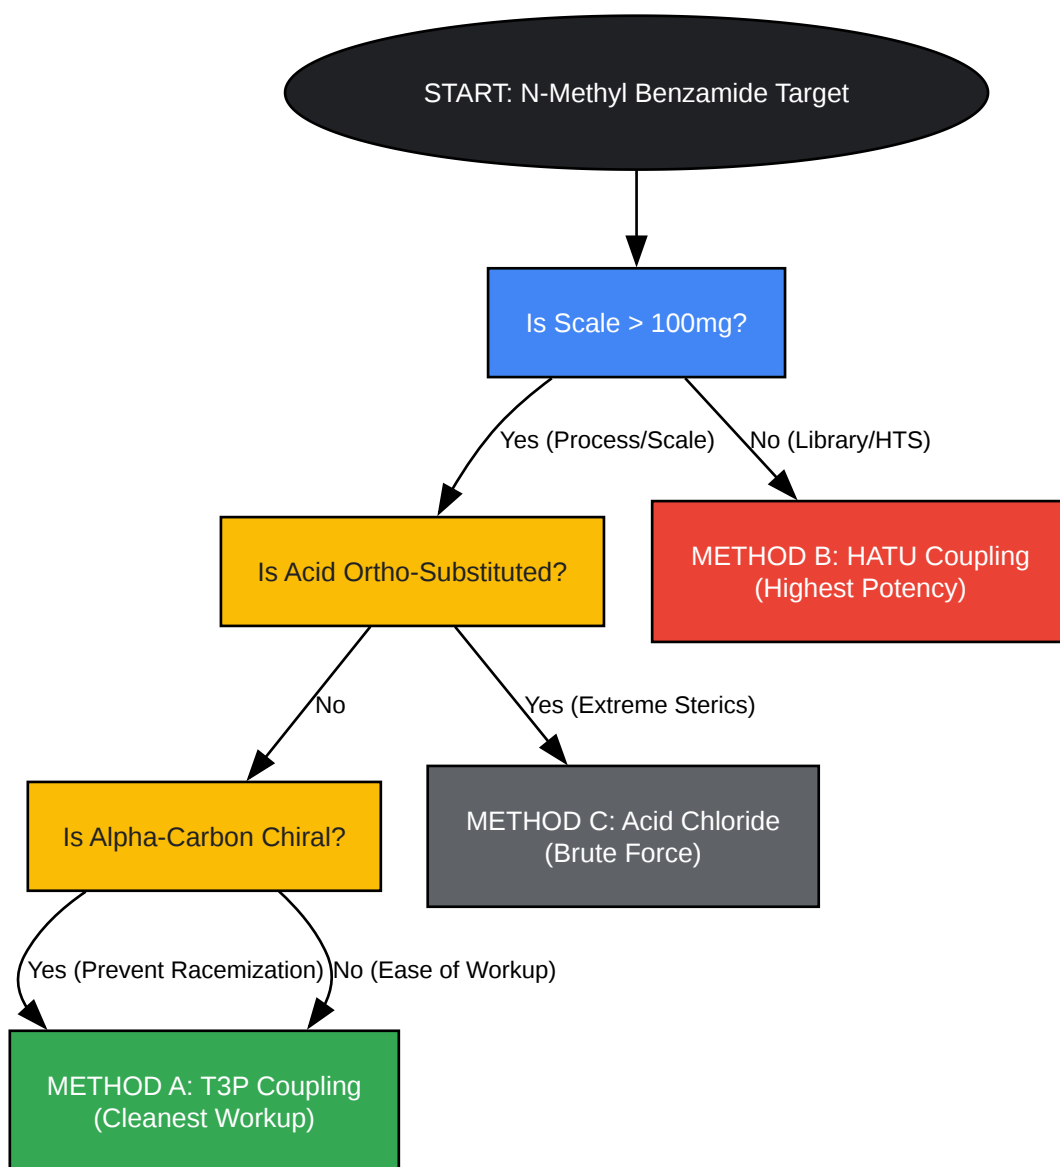 START: N-Methyl Benzamide Target
Is Scale > 100mg?
Yes (Process/Scale)
No (Library/HTS)
Is Acid Ortho-Substituted?
METHOD B: HATU Coupling
(Highest Potency)
No
Yes (Extreme Sterics)
Is Alpha-Carbon Chiral?
METHOD C: Acid Chloride
(Brute Force)
Yes (Prevent Racemization)
No (Ease of Workup)
METHOD A: T3P Coupling
(Cleanest Workup)